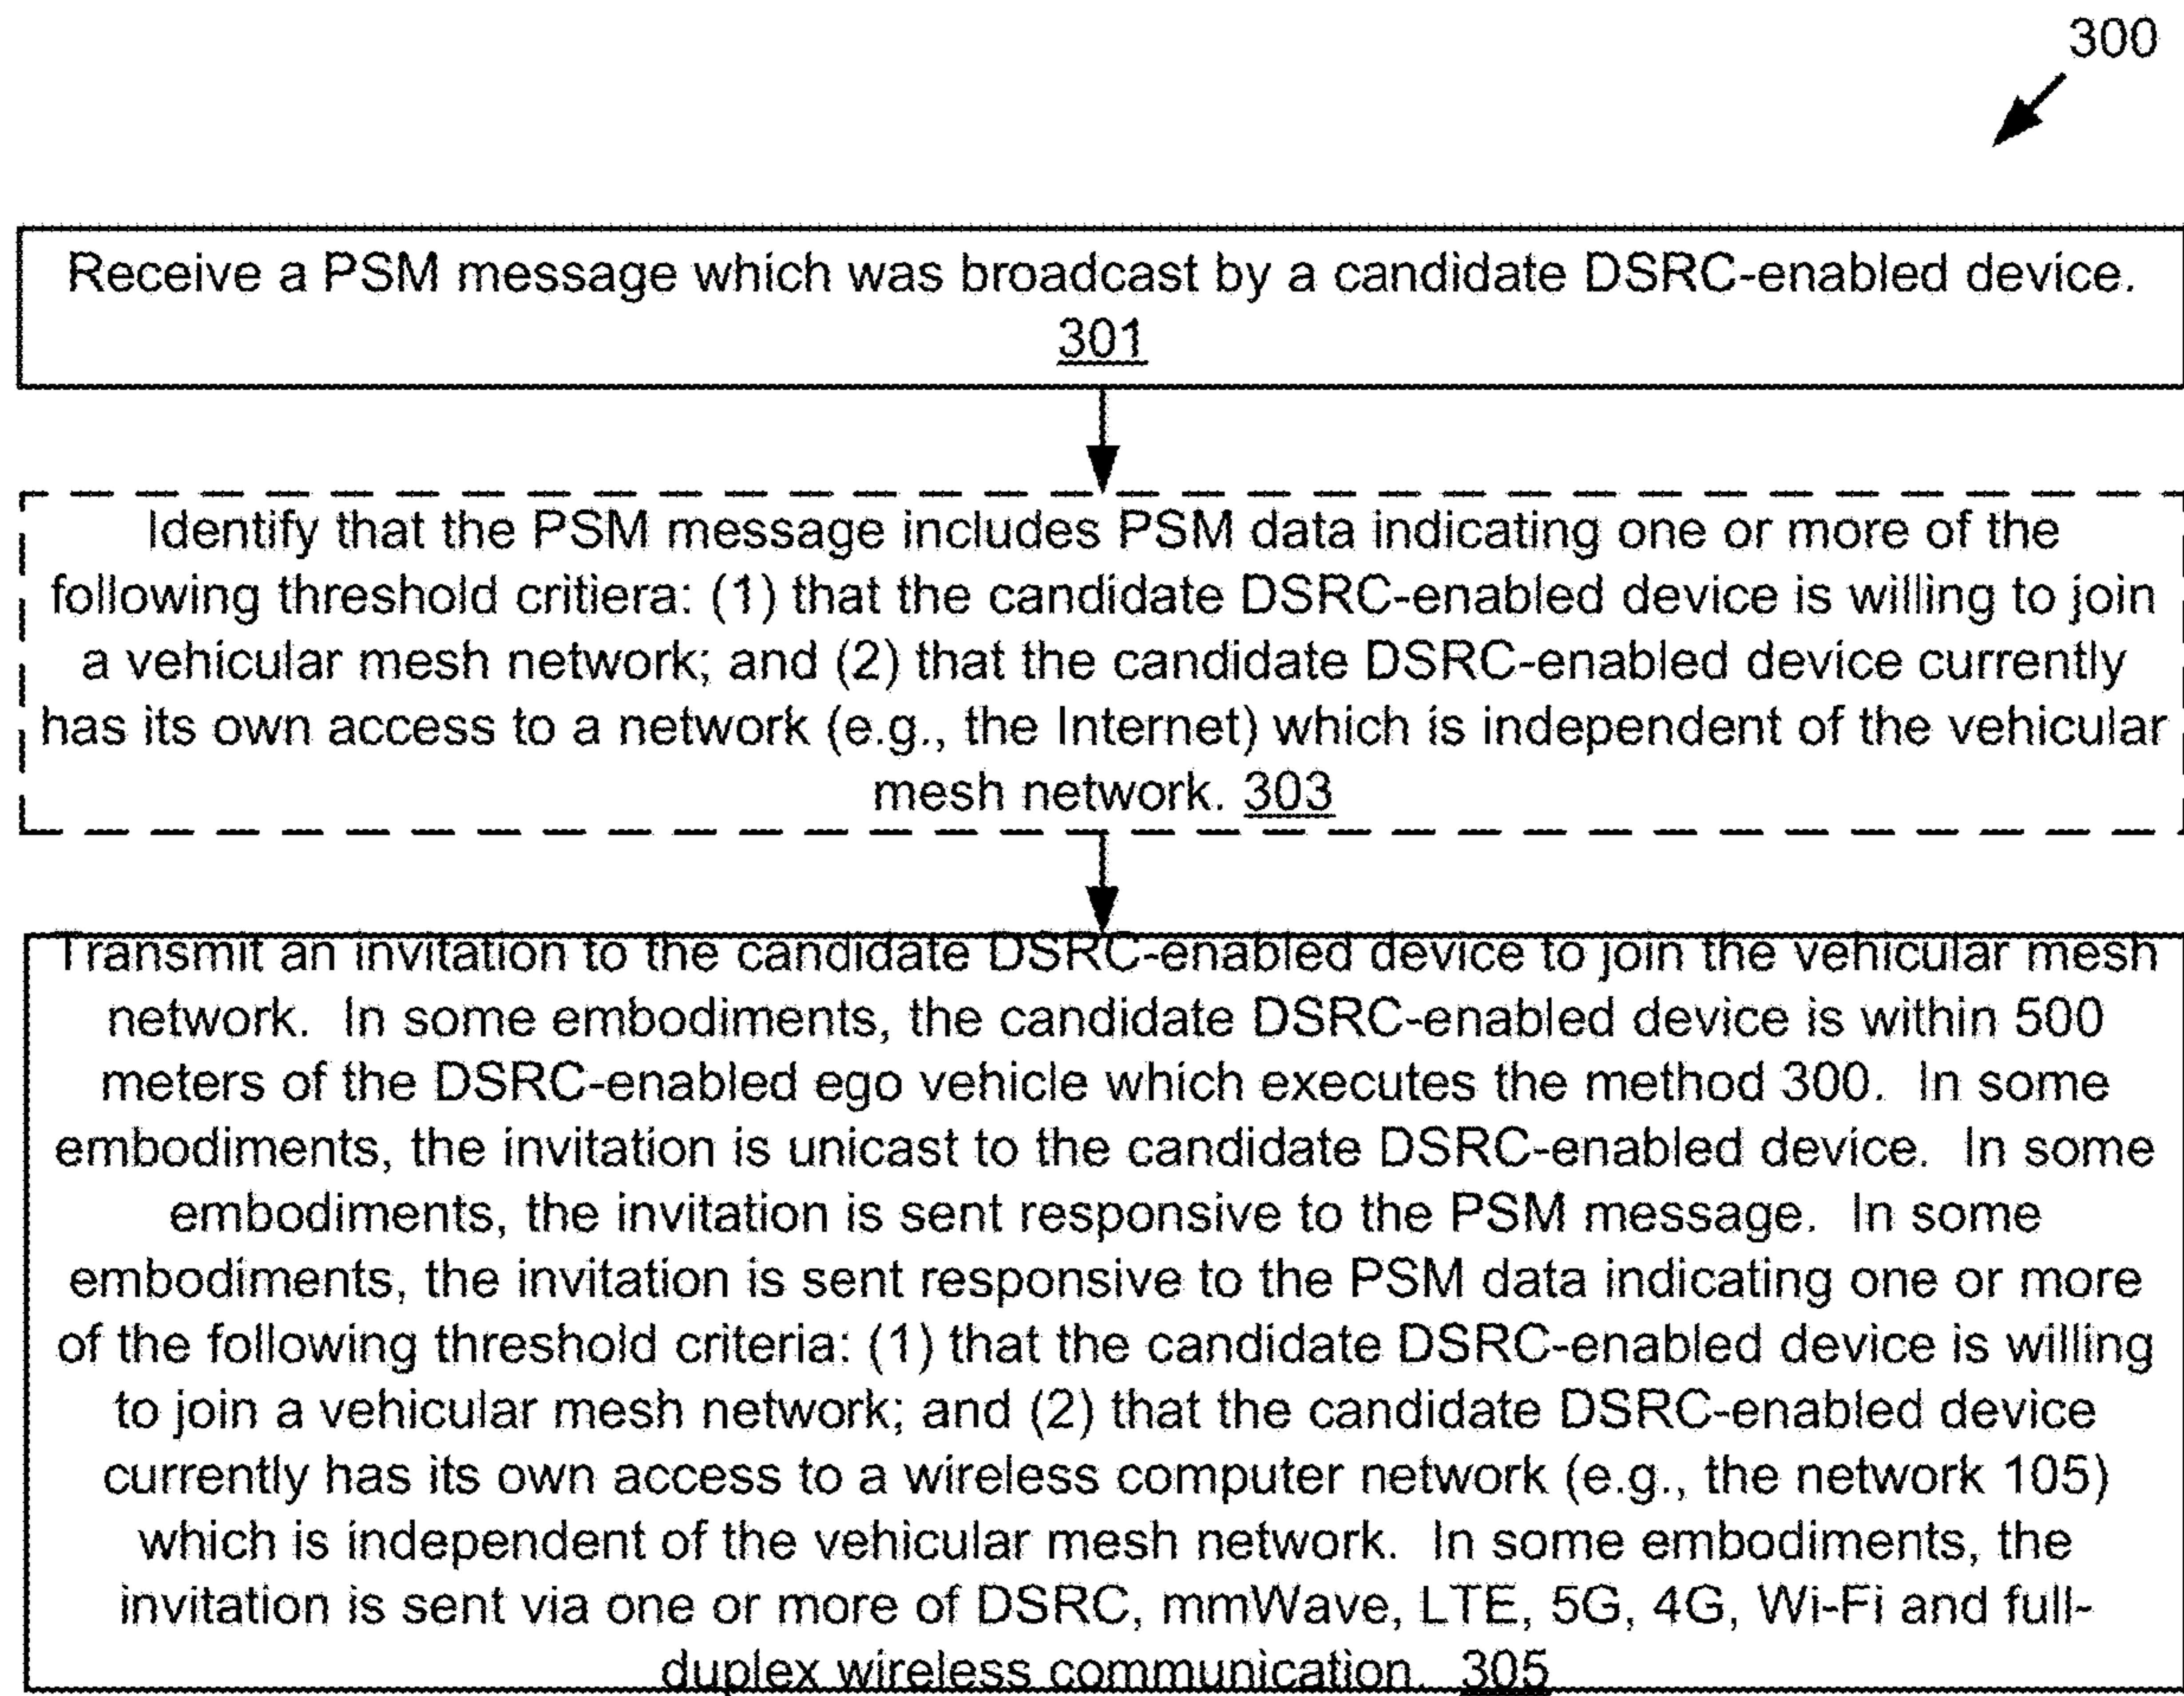 300
Receive a PSM message which was broadcast by a candidate DSRC-enabled device.
301
Identify that the PSM message includes PSM data indicating one or more of the
following threshold critiera: (1) that the candidate DSRC-enabled device is willing to join
a vehicular mesh network; and (2) that the candidate DSRC-enabled device currently
has its own access to a network (e.g., the Internet) which is independent of the vehicular
mesh network. 303
Transmit an invitation to the candidate DSRC-enabled device to join the vehicular mesh
network. In some embodiments, the candidate DSRC-enabled device is within 500
meters of the DSRC-enabled ego vehicle which executes the method 300. In some
embodiments, the invitation is unicast to the candidate DSRC-enabled device. In some
embodiments, the invitation is sent responsive to the PSM message. In some
embodiments, the invitation is sent responsive to the PSM data indicating one or more
of the following threshold criteria: (1) that the candidate DSRC-enabled device is willing
to join a vehicular mesh network; and (2) that the candidate DSRC-enabled device
currently has its own access to a wireless computer network (e.g., the network 105)
which is independent of the vehicular mesh network. In some embodiments, the
invitation is sent via one or more of DSRC, mmWave, LTE, 5G, 4G, Wi-Fi and full-
duplex wireless communication. 305